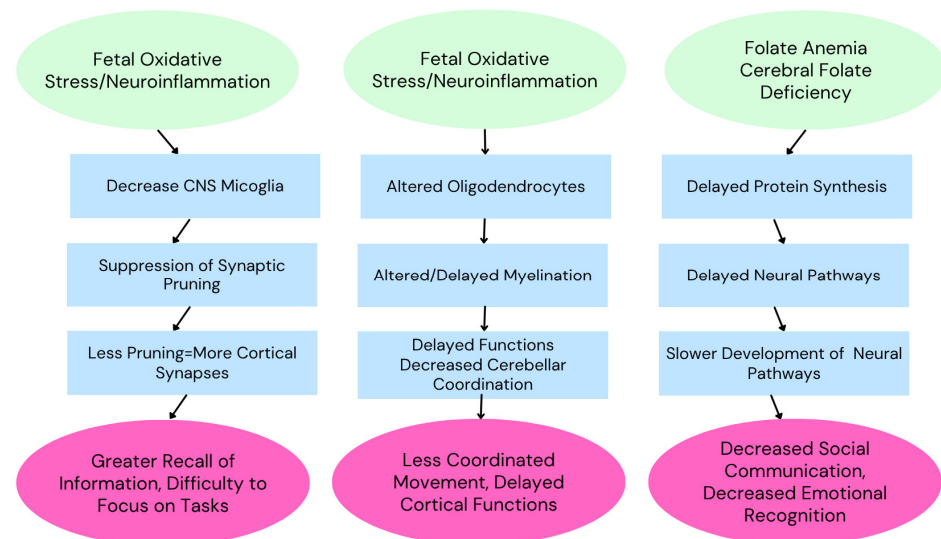 Fetal Oxidative
Stress/Neuroinflammation
Decrease CNS Micoglia
Suppression of Synaptic
Pruning
Less Pruning=More Cortical
Synapses
Greater Recall of
Information, Difficulty to
Focus on Tasks
Fetal Oxidative
Stress/Neuroinflammation
Altered Oligodendrocytes
Altered/Delayed Myelination
Delayed Functions
Decreased Cerebellar
Coordination
Less Coordinated
Movement, Delayed
Cortical Functions
Folate Anemia
Cerebral Folate
Deficiency
Delayed Protein Synthesis
Delayed Neural Pathways
Slower Development of Neural
Pathways
Decreased Social
Communication,
Decreased Emotional
Recognition